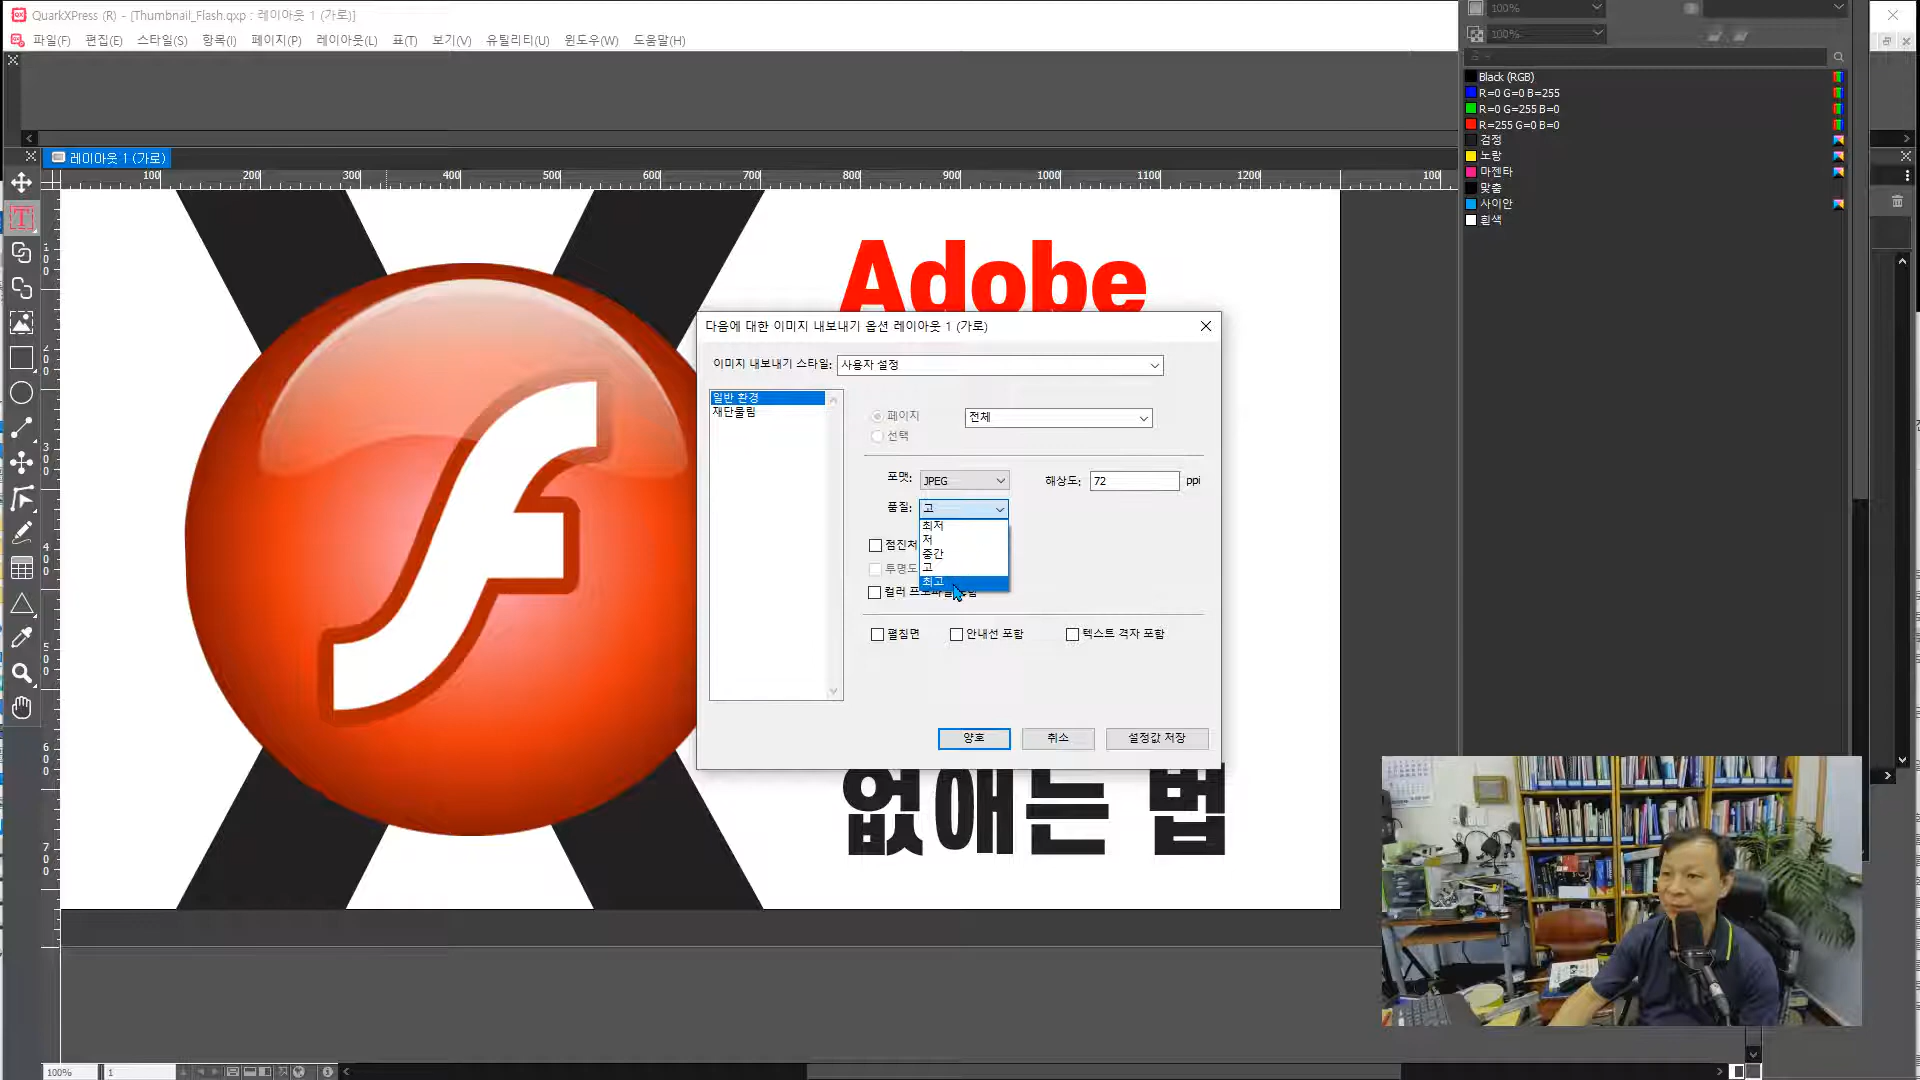 QuarkXPress (R) - [Thumbnail_Flash.qxp : 레이아웃 1 (가로)]
파일(F) 편집(E) 스타일(S) 항목(I) 페이지(P) 레이아웃(L) 표(T) 보기(V) 유틸리티(U) 윈도우(W) 도움말(H)
100%
100%
Black (RGB)
R=0 G=0 B=255
R=0 G=255 B=0
R=255 G=0 B=0
검정
노랑
마젠타
맞춤
사이안
흰색
레이아웃 1 (가로)
100 200 300 400 500 600 700 800 900 1000 1100 1200
Adobe
다음에 대한 이미지 내보내기 옵션 레이아웃 1 (가로)
이미지 내보내기 스타일: 사용자 설정
일반 환경
재단물림
페이지 전체
선택
포맷: JPEG 해상도: 72 ppi
품질: 고
최저
저
중간
고
최고
점진처
투명도
컬러 프로파일
펼침면 안내선 포함 텍스트 격자 포함
양호 취소 설정값 저장
없애는 법
100% 1